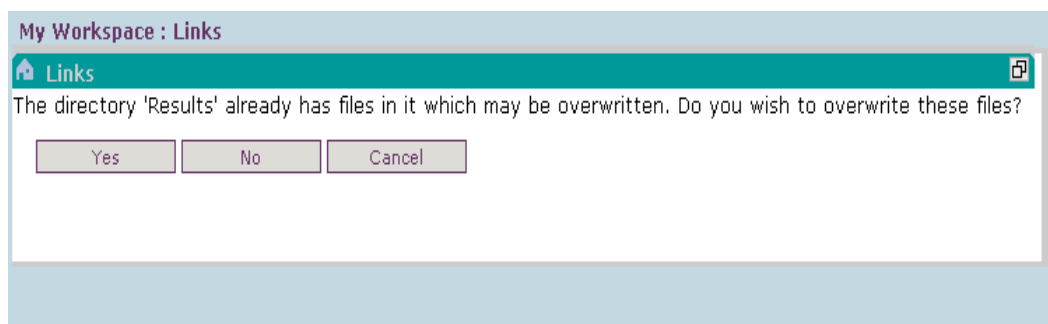 My Workspace : Links
Links
The directory 'Results' already has files in it which may be overwritten. Do you wish to overwrite these files?
Yes No Cancel